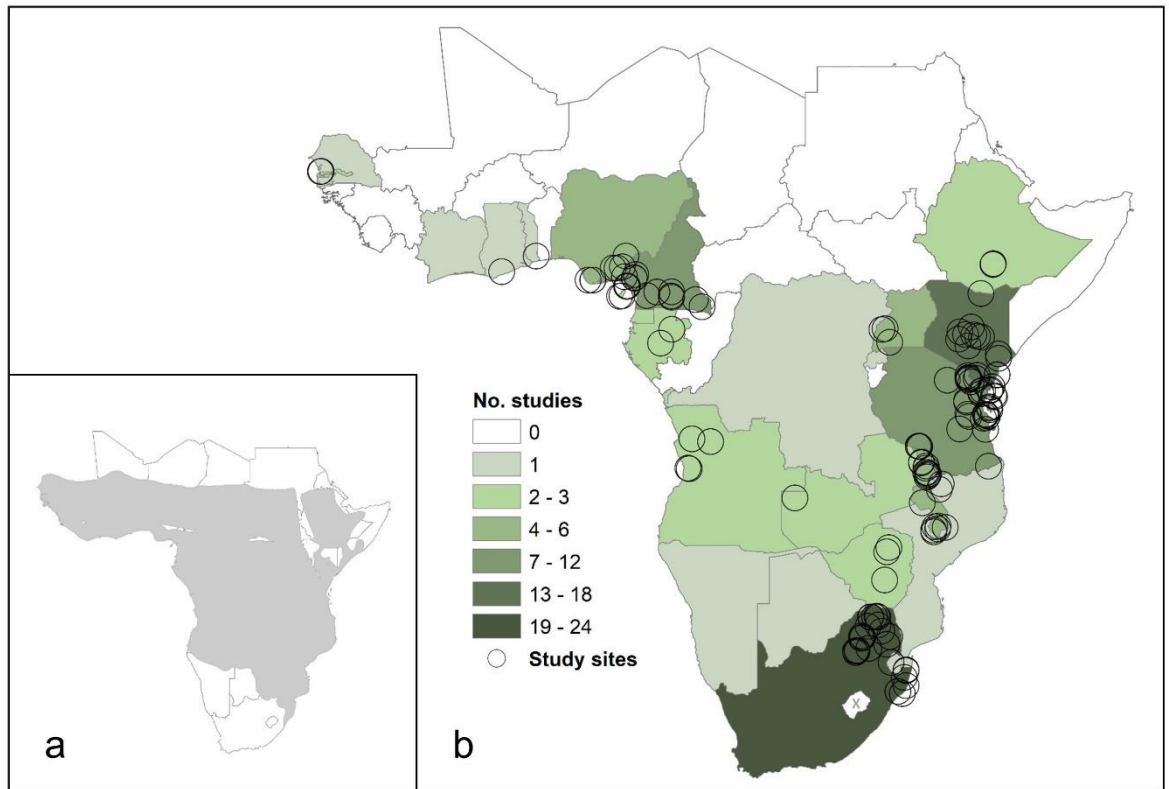 No. studies
0
1
2 - 3
4 - 6
7 - 12
13 - 18
19 - 24
Study sites
X
a
b